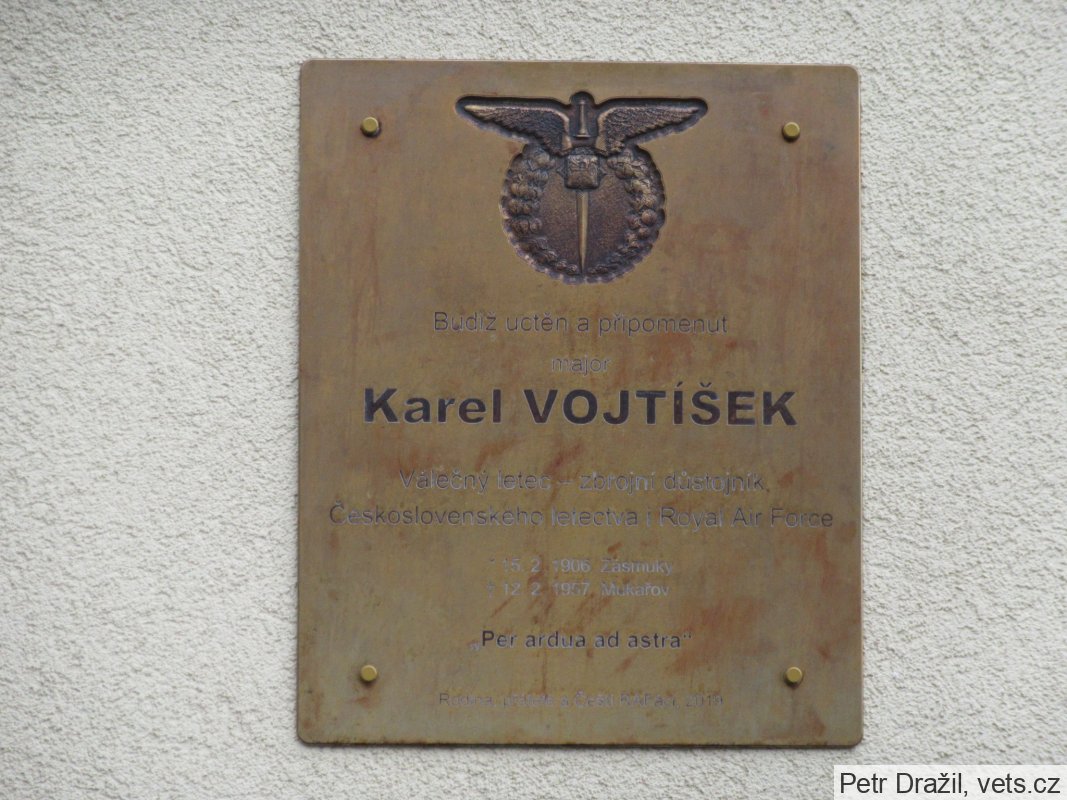 Budiž uctěn a připomenut
major
Karel VOJTÍŠEK
Válečný letec – zbrojní důstojník
Československého letectva i Royal Air Force
* 15. 2. 1906 Zásmuky
† 12. 2. 1957 Mukařov
„Per ardua ad astra“
Rodina, přátelé a Čeští RAFáci, 2019
Petr Dražil, vets.cz